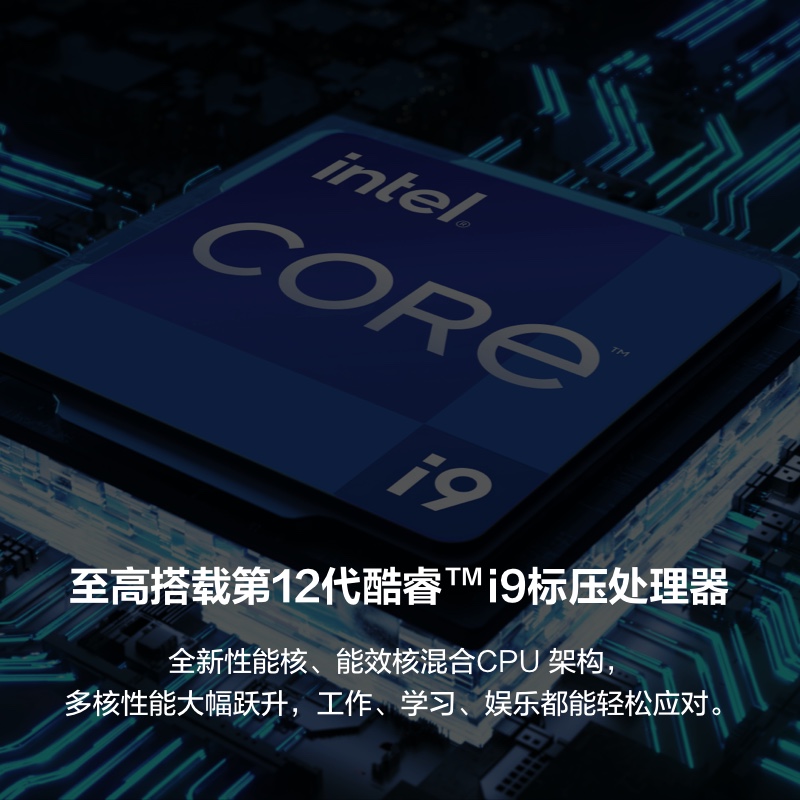 intel®
CORE™
i9
至高搭载第12代酷睿™i9标压处理器
全新性能核、能效核混合CPU 架构，
多核性能大幅跃升，工作、学习、娱乐都能轻松应对。